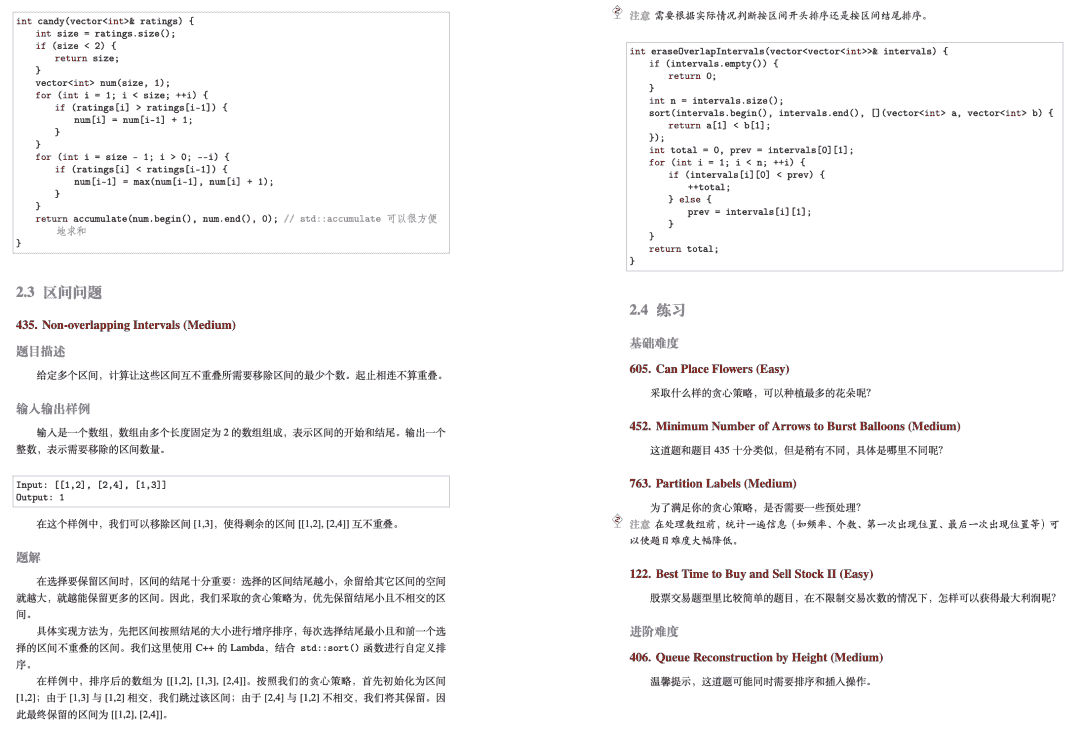 int candy(vector<int>& ratings) {
    int size = ratings.size();
    if (size < 2) {
        return size;
    }
    vector<int> num(size, 1);
    for (int i = 1; i < size; ++i) {
        if (ratings[i] > ratings[i-1]) {
            num[i] = num[i-1] + 1;
        }
    }
    for (int i = size - 1; i > 0; --i) {
        if (ratings[i] < ratings[i-1]) {
            num[i-1] = max(num[i-1], num[i] + 1);
        }
    }
    return accumulate(num.begin(), num.end(), 0); // std::accumulate 可以很方便
        地求和
}
2.3 区间问题
435. Non-overlapping Intervals (Medium)
题目描述
给定多个区间，计算让这些区间互不重叠所需要移除区间的最少个数。起止相连不算重叠。
输入输出样例
输入是一个数组，数组由多个长度固定为 2 的数组组成，表示区间的开始和结尾。输出一个
整数，表示需要移除的区间数量。
Input: [[1,2], [2,4], [1,3]]
Output: 1
在这个样例中，我们可以移除区间 [1,3]，使得剩余的区间 [[1,2], [2,4]] 互不重叠。
题解
在选择要保留区间时，区间的结尾十分重要：选择的区间结尾越小，余留给其它区间的空间
就越大，就越能保留更多的区间。因此，我们采取的贪心策略为，优先保留结尾小且不相交的区
间。
具体实现方法为，先把区间按照结尾的大小进行增序排序，每次选择结尾最小且和前一个选
择的区间不重叠的区间。我们这里使用 C++ 的 Lambda，结合 std::sort() 函数进行自定义排
序。
在样例中，排序后的数组为 [[1,2], [1,3], [2,4]]。按照我们的贪心策略，首先初始化为区间
[1,2]；由于 [1,3] 与 [1,2] 相交，我们跳过该区间；由于 [2,4] 与 [1,2] 不相交，我们将其保留。因
此最终保留的区间为 [[1,2], [2,4]]。
注意 需要根据实际情况判断按区间开头排序还是按区间结尾排序。
int eraseOverlapIntervals(vector<vector<int>>& intervals) {
    if (intervals.empty()) {
        return 0;
    }
    int n = intervals.size();
    sort(intervals.begin(), intervals.end(), [](vector<int> a, vector<int> b) {
        return a[1] < b[1];
    });
    int total = 0, prev = intervals[0][1];
    for (int i = 1; i < n; ++i) {
        if (intervals[i][0] < prev) {
            ++total;
        } else {
            prev = intervals[i][1];
        }
    }
    return total;
}
2.4 练习
基础难度
605. Can Place Flowers (Easy)
采取什么样的贪心策略，可以种植最多的花朵呢？
452. Minimum Number of Arrows to Burst Balloons (Medium)
这道题和题目 435 十分类似，但是稍有不同，具体是哪里不同呢？
763. Partition Labels (Medium)
为了满足你的贪心策略，是否需要一些预处理？
注意 在处理数组前，统计一遍信息（如频率、个数、第一次出现位置、最后一次出现位置等）可
以使题目难度大幅降低。
122. Best Time to Buy and Sell Stock II (Easy)
股票交易题型里比较简单的题目，在不限制交易次数的情况下，怎样可以获得最大利润呢？
进阶难度
406. Queue Reconstruction by Height (Medium)
温馨提示，这道题可能同时需要排序和插入操作。